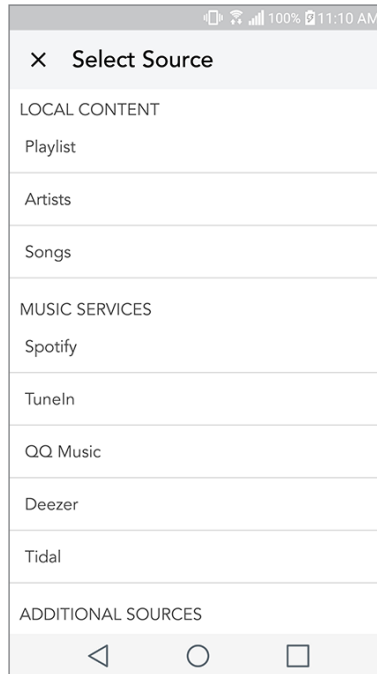 100% 11:10 AM
× Select Source
LOCAL CONTENT
Playlist
Artists
Songs
MUSIC SERVICES
Spotify
TuneIn
QQ Music
Deezer
Tidal
ADDITIONAL SOURCES